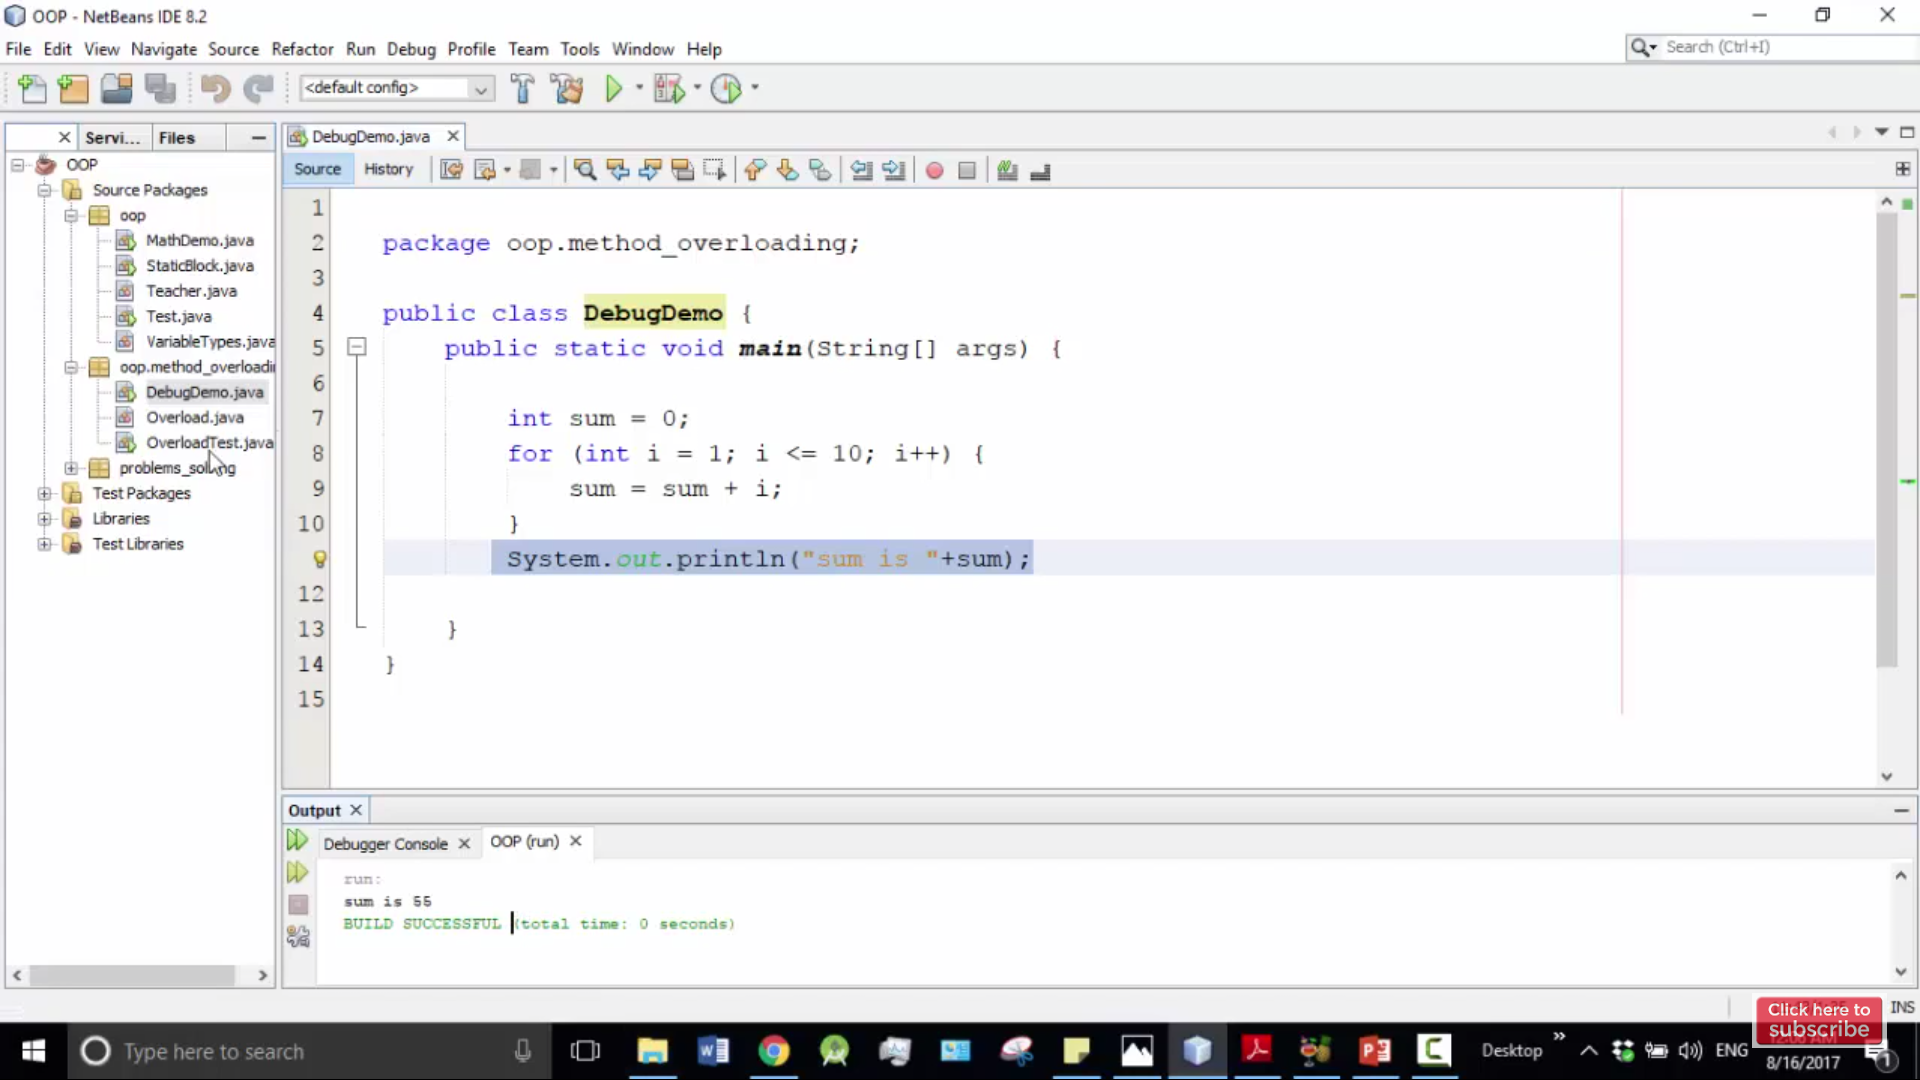 OOP - NetBeans IDE 8.2
File Edit View Navigate Source Refactor Run Debug Profile Team Tools Window Help
Search (Ctrl+I)
<default config>
Servi... Files
DebugDemo.java
OOP
Source History
Source Packages
oop
MathDemo.java
StaticBlock.java
Teacher.java
Test.java
VariableTypes.java
oop.method_overloadi
DebugDemo.java
Overload.java
OverloadTest.java
Test Packages
Libraries
Test Libraries
1
2 package oop.method_overloading;
3
4 public class DebugDemo {
5 public static void main(String[] args) {
6
7 int sum = 0;
8 for (int i = 1; i <= 10; i++) {
9 sum = sum + i;
10 }
System.out.println("sum is "+sum);
12
13 }
14 }
15
Output
Debugger Console OOP (run)
run:
sum is 55
BUILD SUCCESSFUL (total time: 0 seconds)
INS
Click here to
subscribe
Type here to search
Desktop
ENG
8/16/2017
1